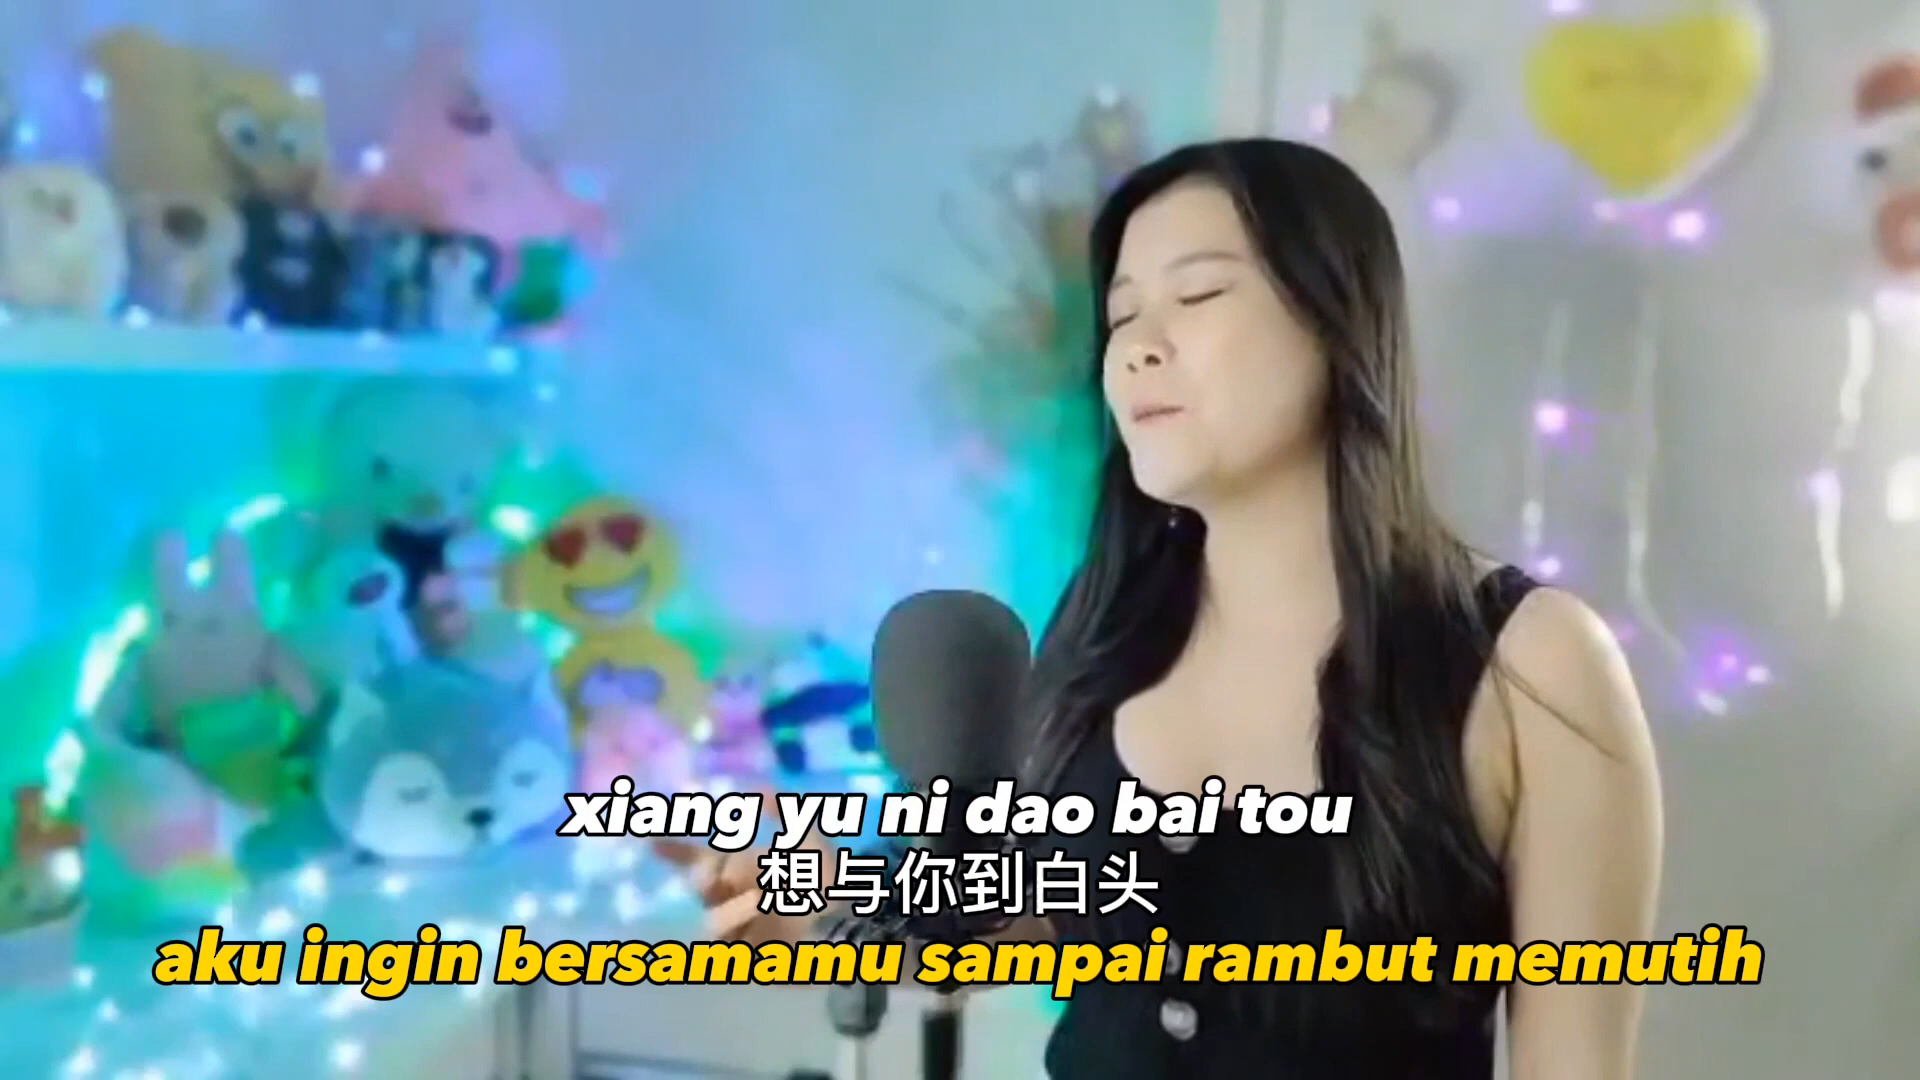 xiang yu ni dao bai tou
想与你到白头
aku ingin bersamamu sampai rambut memutih